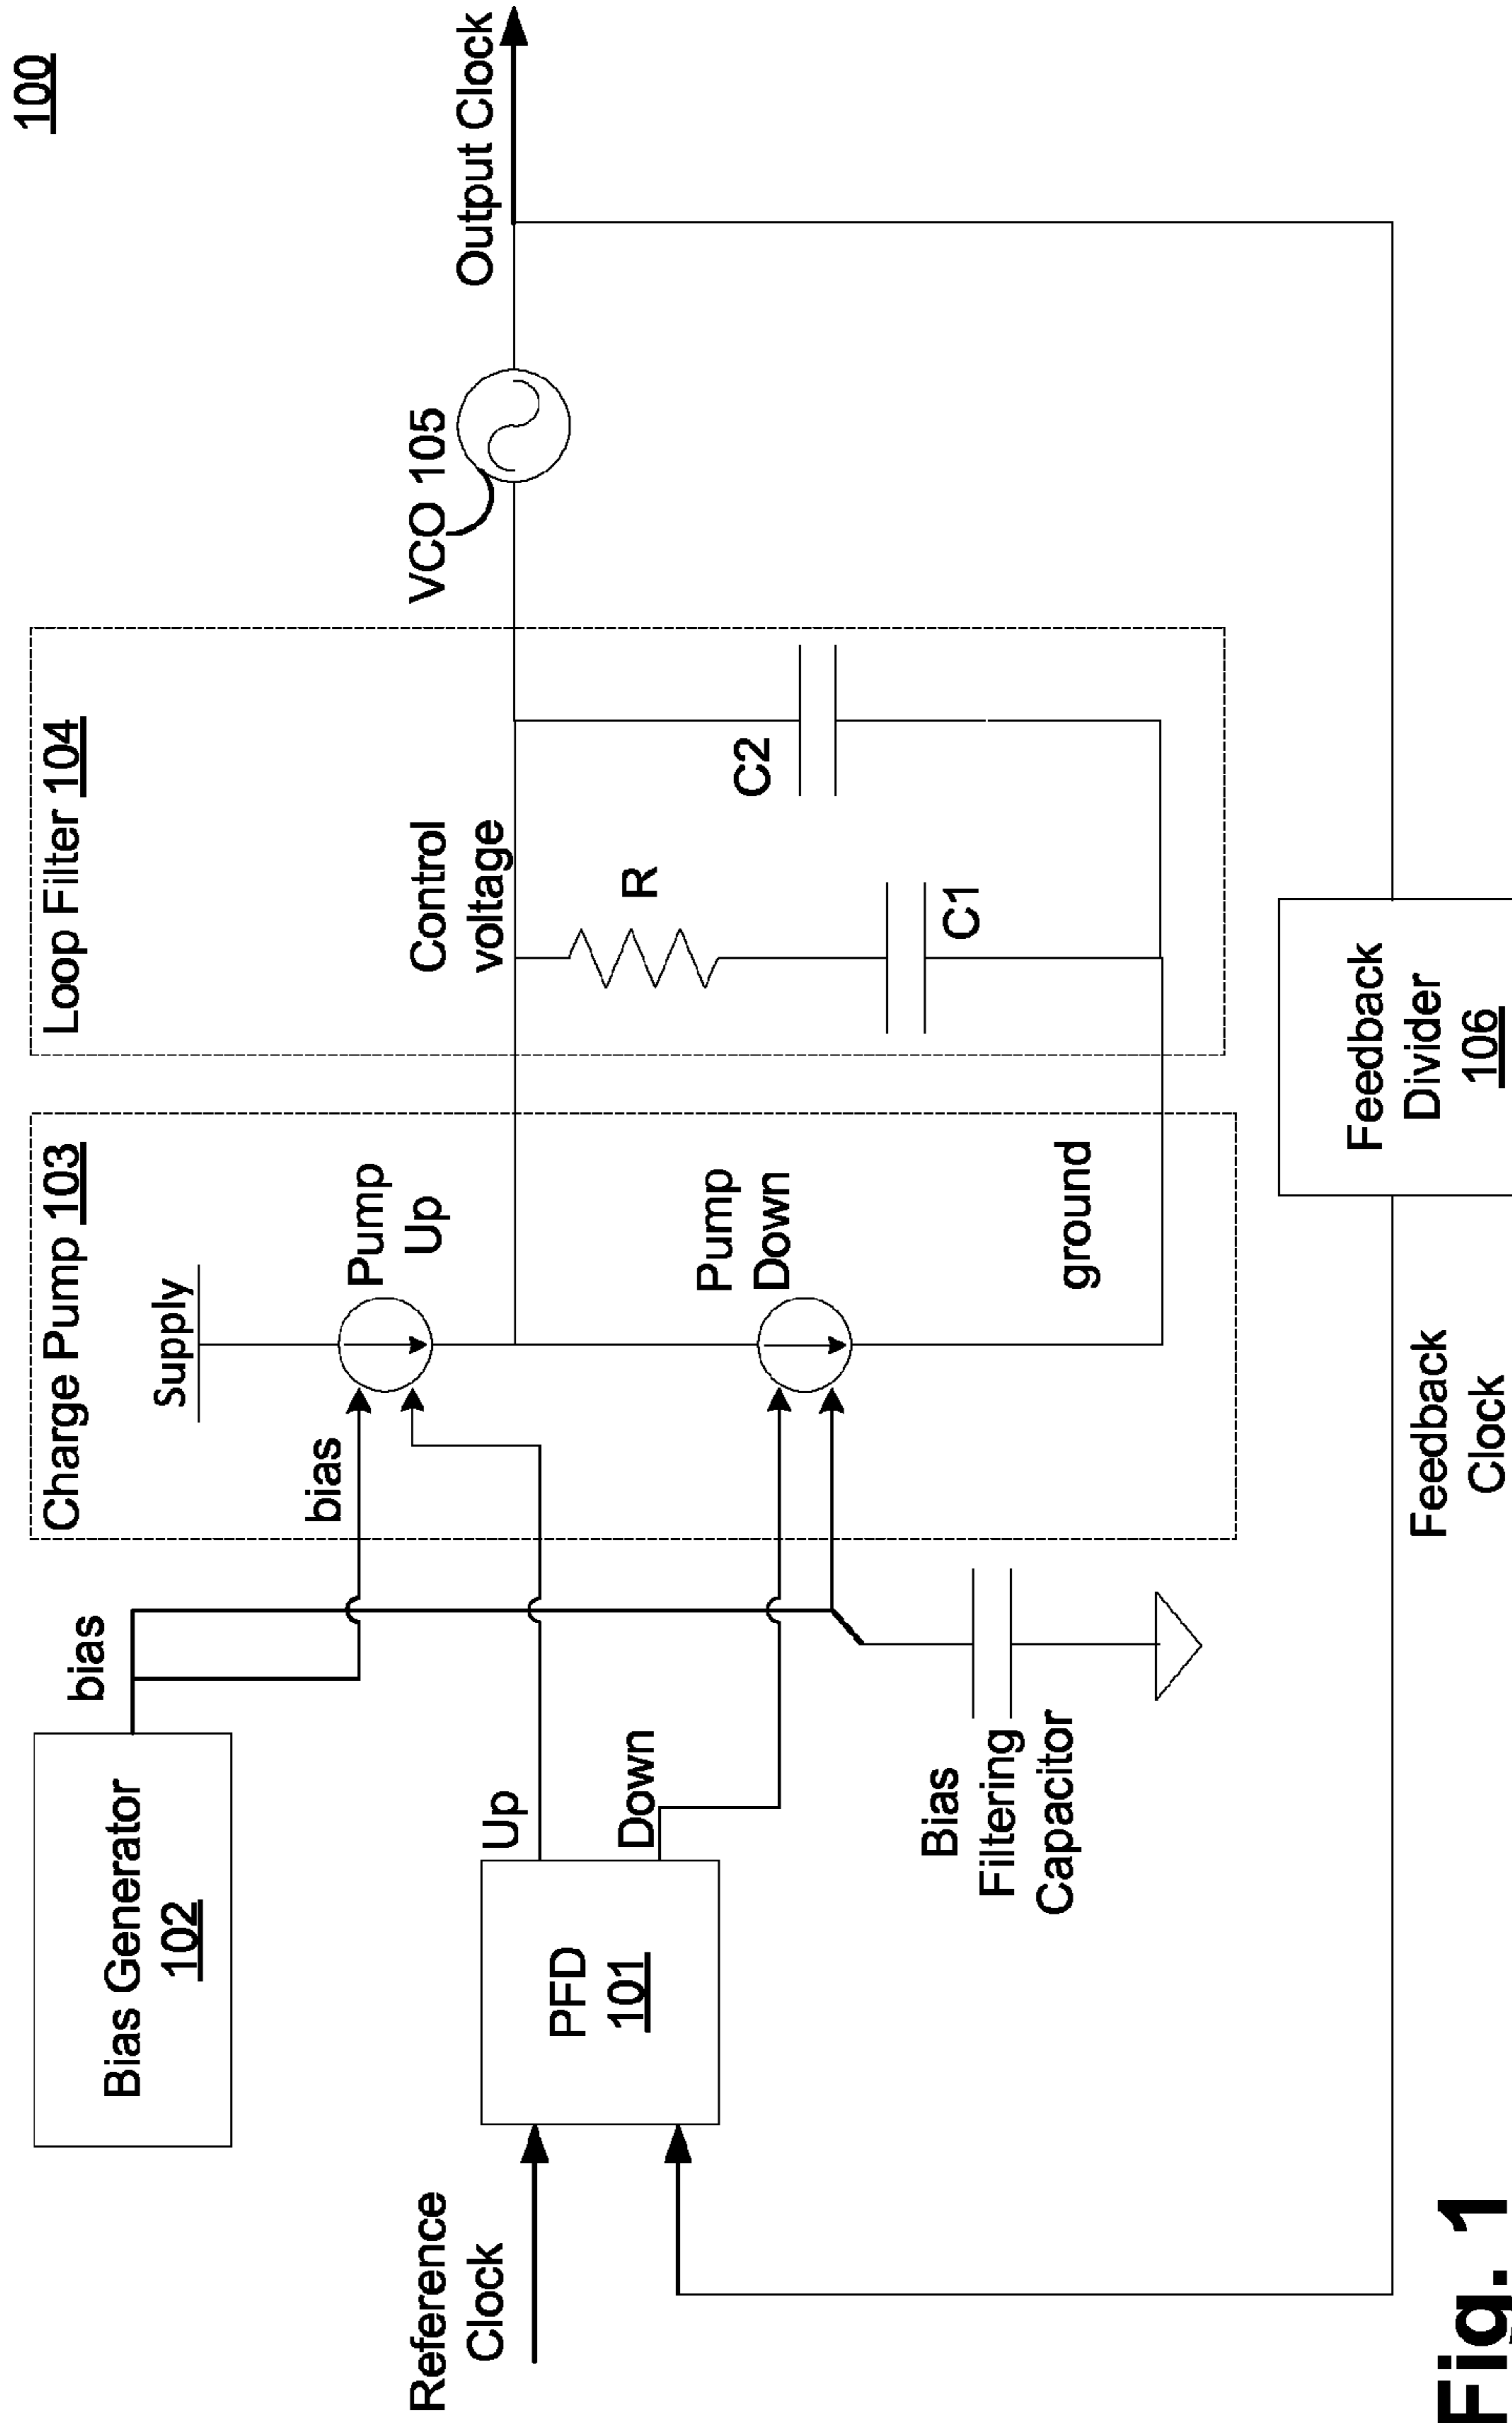 100
Bias Generator
102
bias
Charge Pump 103
Supply
bias
Pump
Up
Pump
Down
ground
Loop Filter 104
Control
voltage
R
C1
C2
VCO 105
Output Clock
Reference
Clock
PFD
101
Up
Down
Bias
Filtering
Capacitor
Feedback
Clock
Feedback
Divider
106
Fig. 1